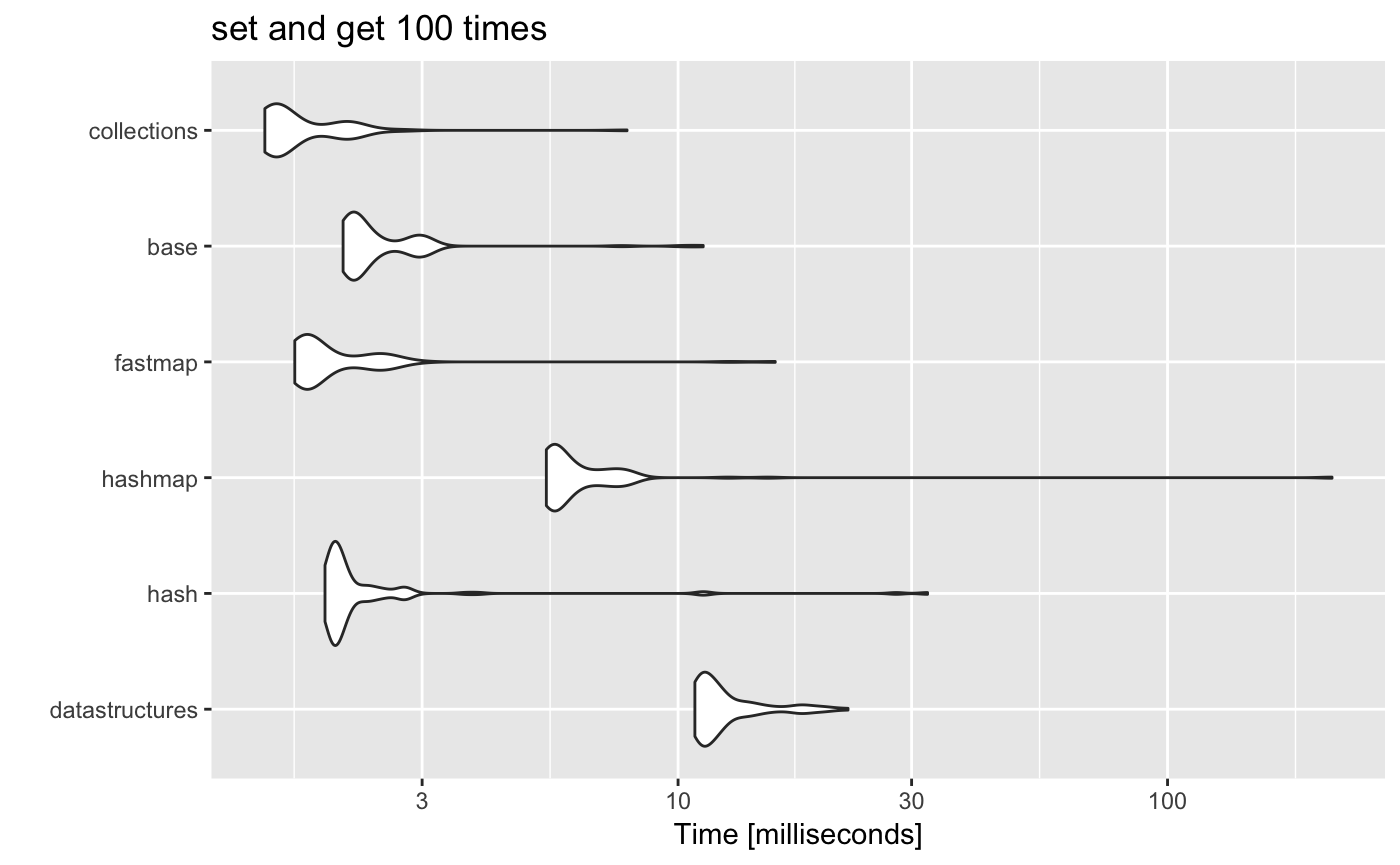 set and get 100 times
collections
base
fastmap
hashmap
hash
datastructures
3 10 30 100
Time [milliseconds]